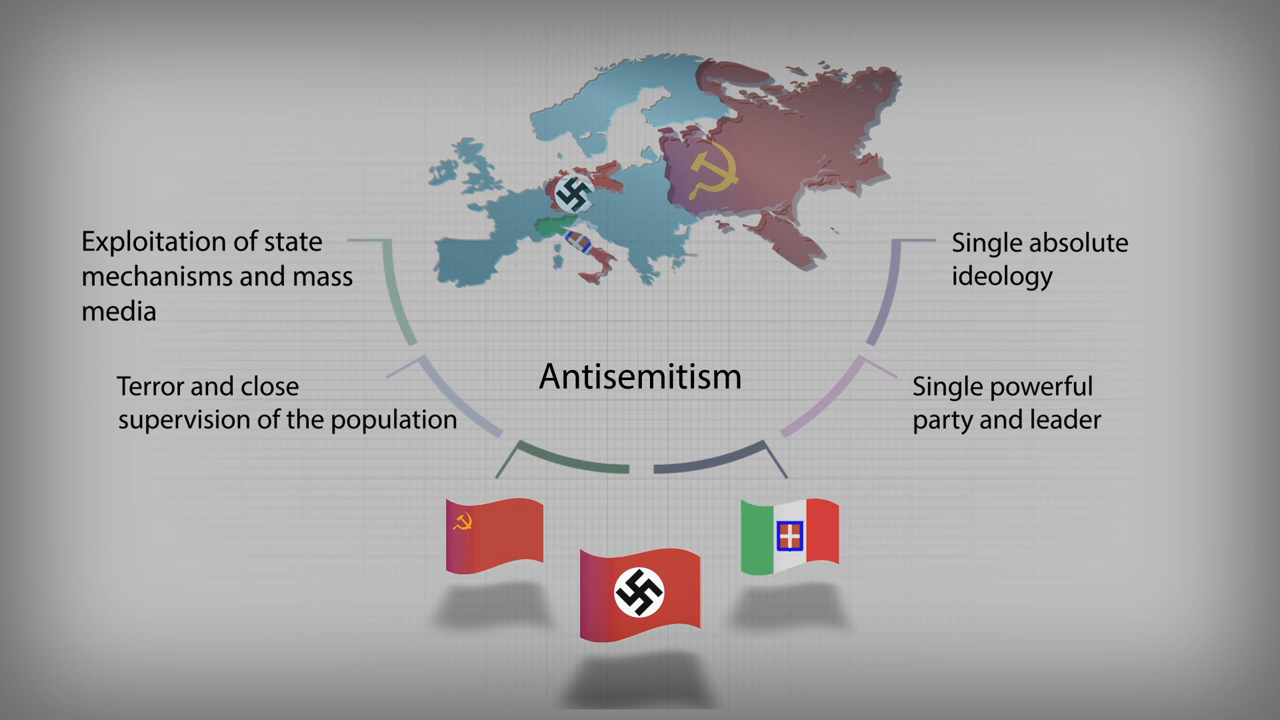 Exploitation of state
mechanisms and mass
media
Single absolute
ideology
Antisemitism
Terror and close
supervision of the population
Single powerful
party and leader